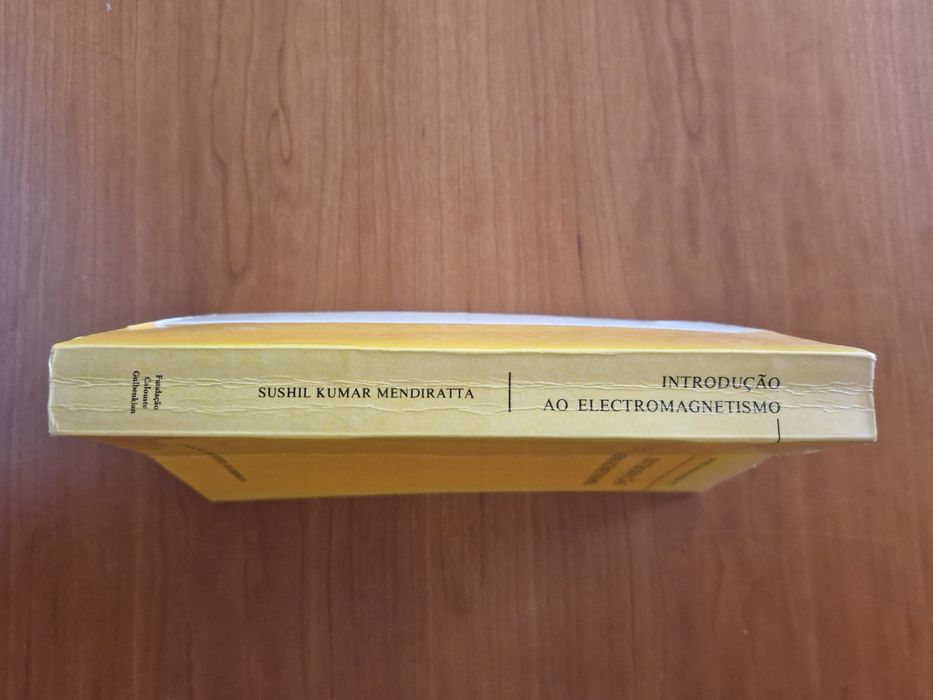 Fundação
Calouste
Gulbenkian
SUSHIL KUMAR MENDIRATTA
INTRODUÇÃO
AO ELECTROMAGNETISMO